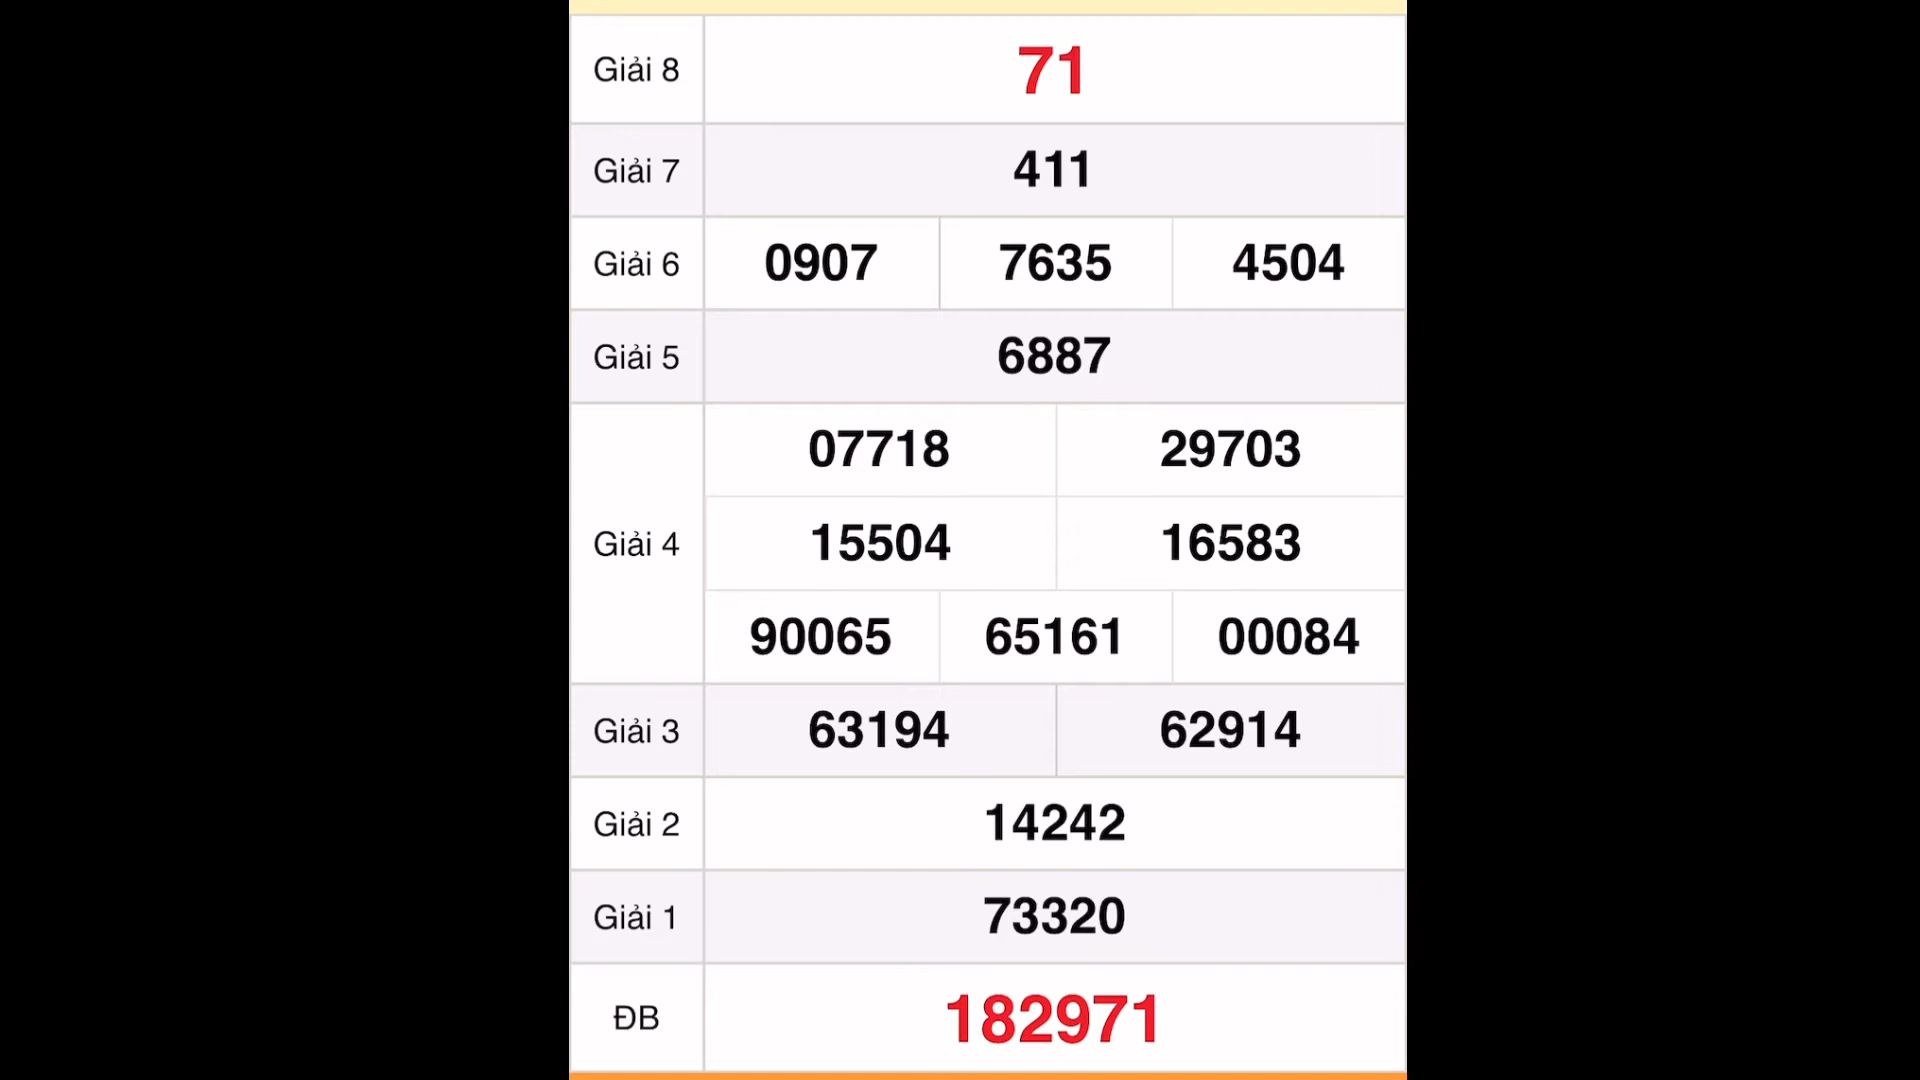 Giải 8 71
Giải 7 411
Giải 6 0907 7635 4504
Giải 5 6887
07718 29703
Giải 4 15504 16583
90065 65161 00084
Giải 3 63194 62914
Giải 2 14242
Giải 1 73320
ĐB 182971